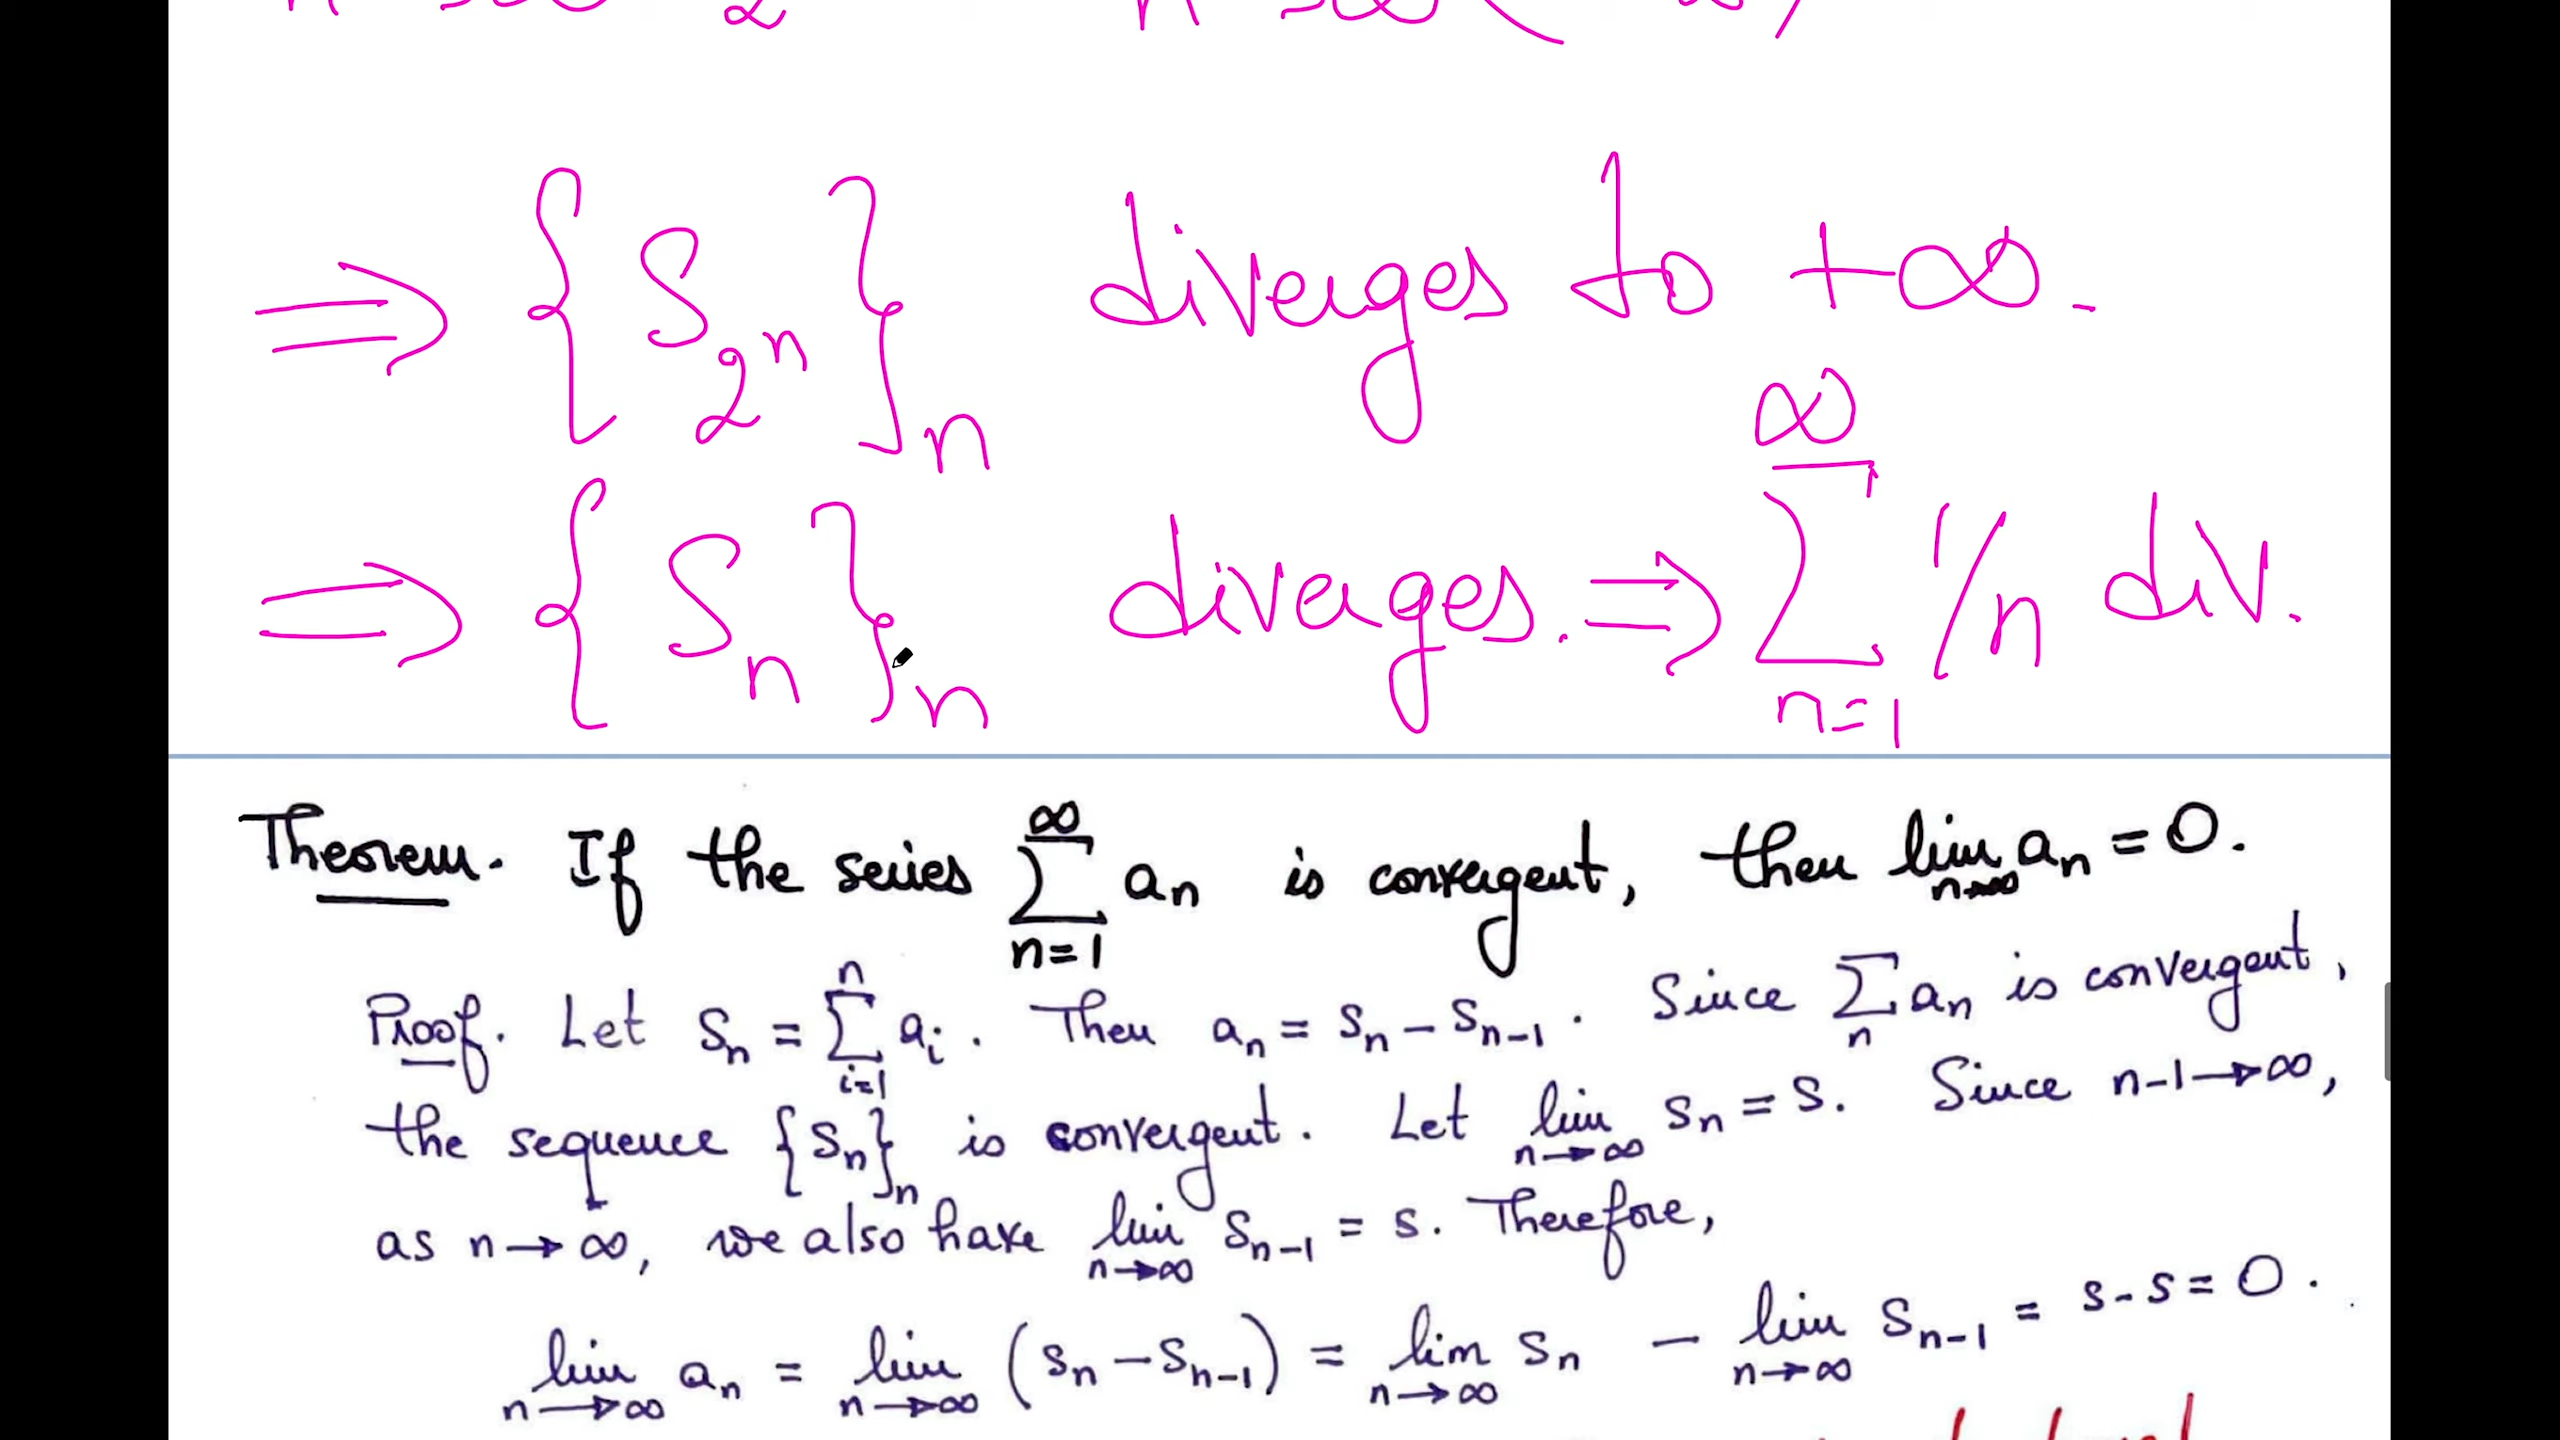 ⇒ {S_{2^n}}_n diverges to +∞.
⇒ {S_n}_n diverges. ⇒ ∑_{n=1}^{∞} 1/n div.
Theorem. If the series ∑_{n=1}^{∞} a_n is convergent, then lim_{n→∞} a_n = 0.
Proof. Let s_n = ∑_{i=1}^{n} a_i. Then a_n = s_n - s_{n-1}. Since ∑_n a_n is convergent,
the sequence {s_n}_n is convergent. Let lim_{n→∞} s_n = s. Since n-1→∞,
as n→∞, we also have lim_{n→∞} s_{n-1} = s. Therefore,
lim_{n→∞} a_n = lim_{n→∞} (s_n - s_{n-1}) = lim_{n→∞} s_n - lim_{n→∞} s_{n-1} = s-s = 0.